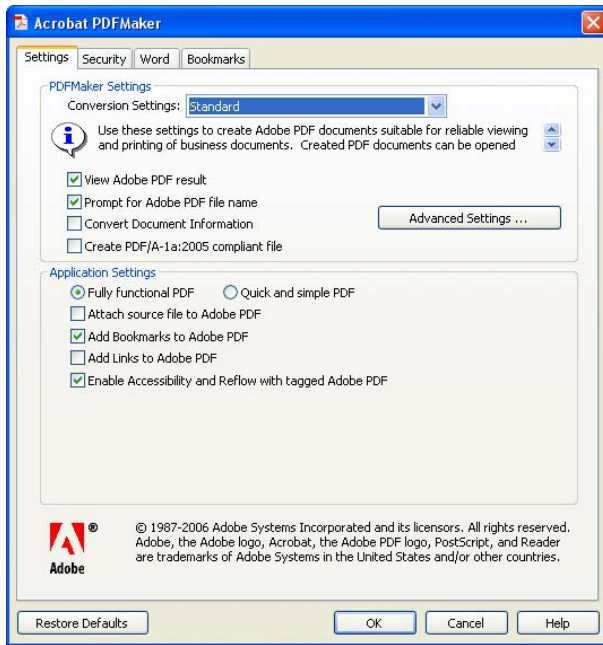 Acrobat PDFMaker
Settings Security Word Bookmarks
PDFMaker Settings
Conversion Settings: Standard
Use these settings to create Adobe PDF documents suitable for reliable viewing
and printing of business documents. Created PDF documents can be opened
View Adobe PDF result
Prompt for Adobe PDF file name
Convert Document Information
Advanced Settings ...
Create PDF/A-1a:2005 compliant file
Application Settings
Fully functional PDF Quick and simple PDF
Attach source file to Adobe PDF
Add Bookmarks to Adobe PDF
Add Links to Adobe PDF
Enable Accessibility and Reflow with tagged Adobe PDF
® © 1987-2006 Adobe Systems Incorporated and its licensors. All rights reserved.
Adobe, the Adobe logo, Acrobat, the Adobe PDF logo, PostScript, and Reader
are trademarks of Adobe Systems in the United States and/or other countries.
Adobe
Restore Defaults OK Cancel Help